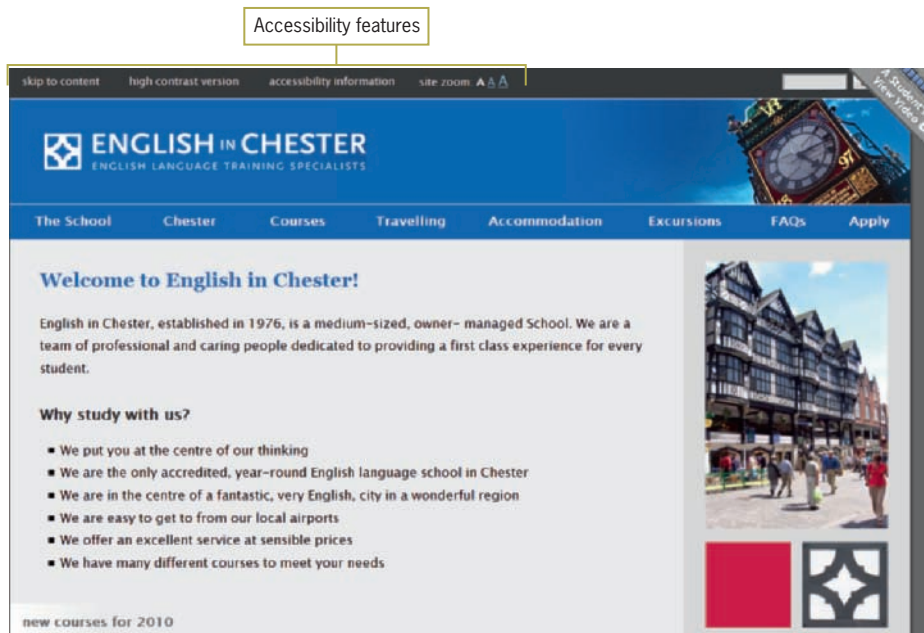 Accessibility features
skip to content high contrast version accessibility information site zoom A A A
A Student's
View Video
ENGLISH IN CHESTER
ENGLISH LANGUAGE TRAINING SPECIALISTS
97
The School Chester Courses Travelling Accommodation Excursions FAQs Apply
Welcome to English in Chester!
English in Chester, established in 1976, is a medium-sized, owner- managed School. We are a
team of professional and caring people dedicated to providing a first class experience for every
student.
Why study with us?
▪ We put you at the centre of our thinking
▪ We are the only accredited, year-round English language school in Chester
▪ We are in the centre of a fantastic, very English, city in a wonderful region
▪ We are easy to get to from our local airports
▪ We offer an excellent service at sensible prices
▪ We have many different courses to meet your needs
new courses for 2010